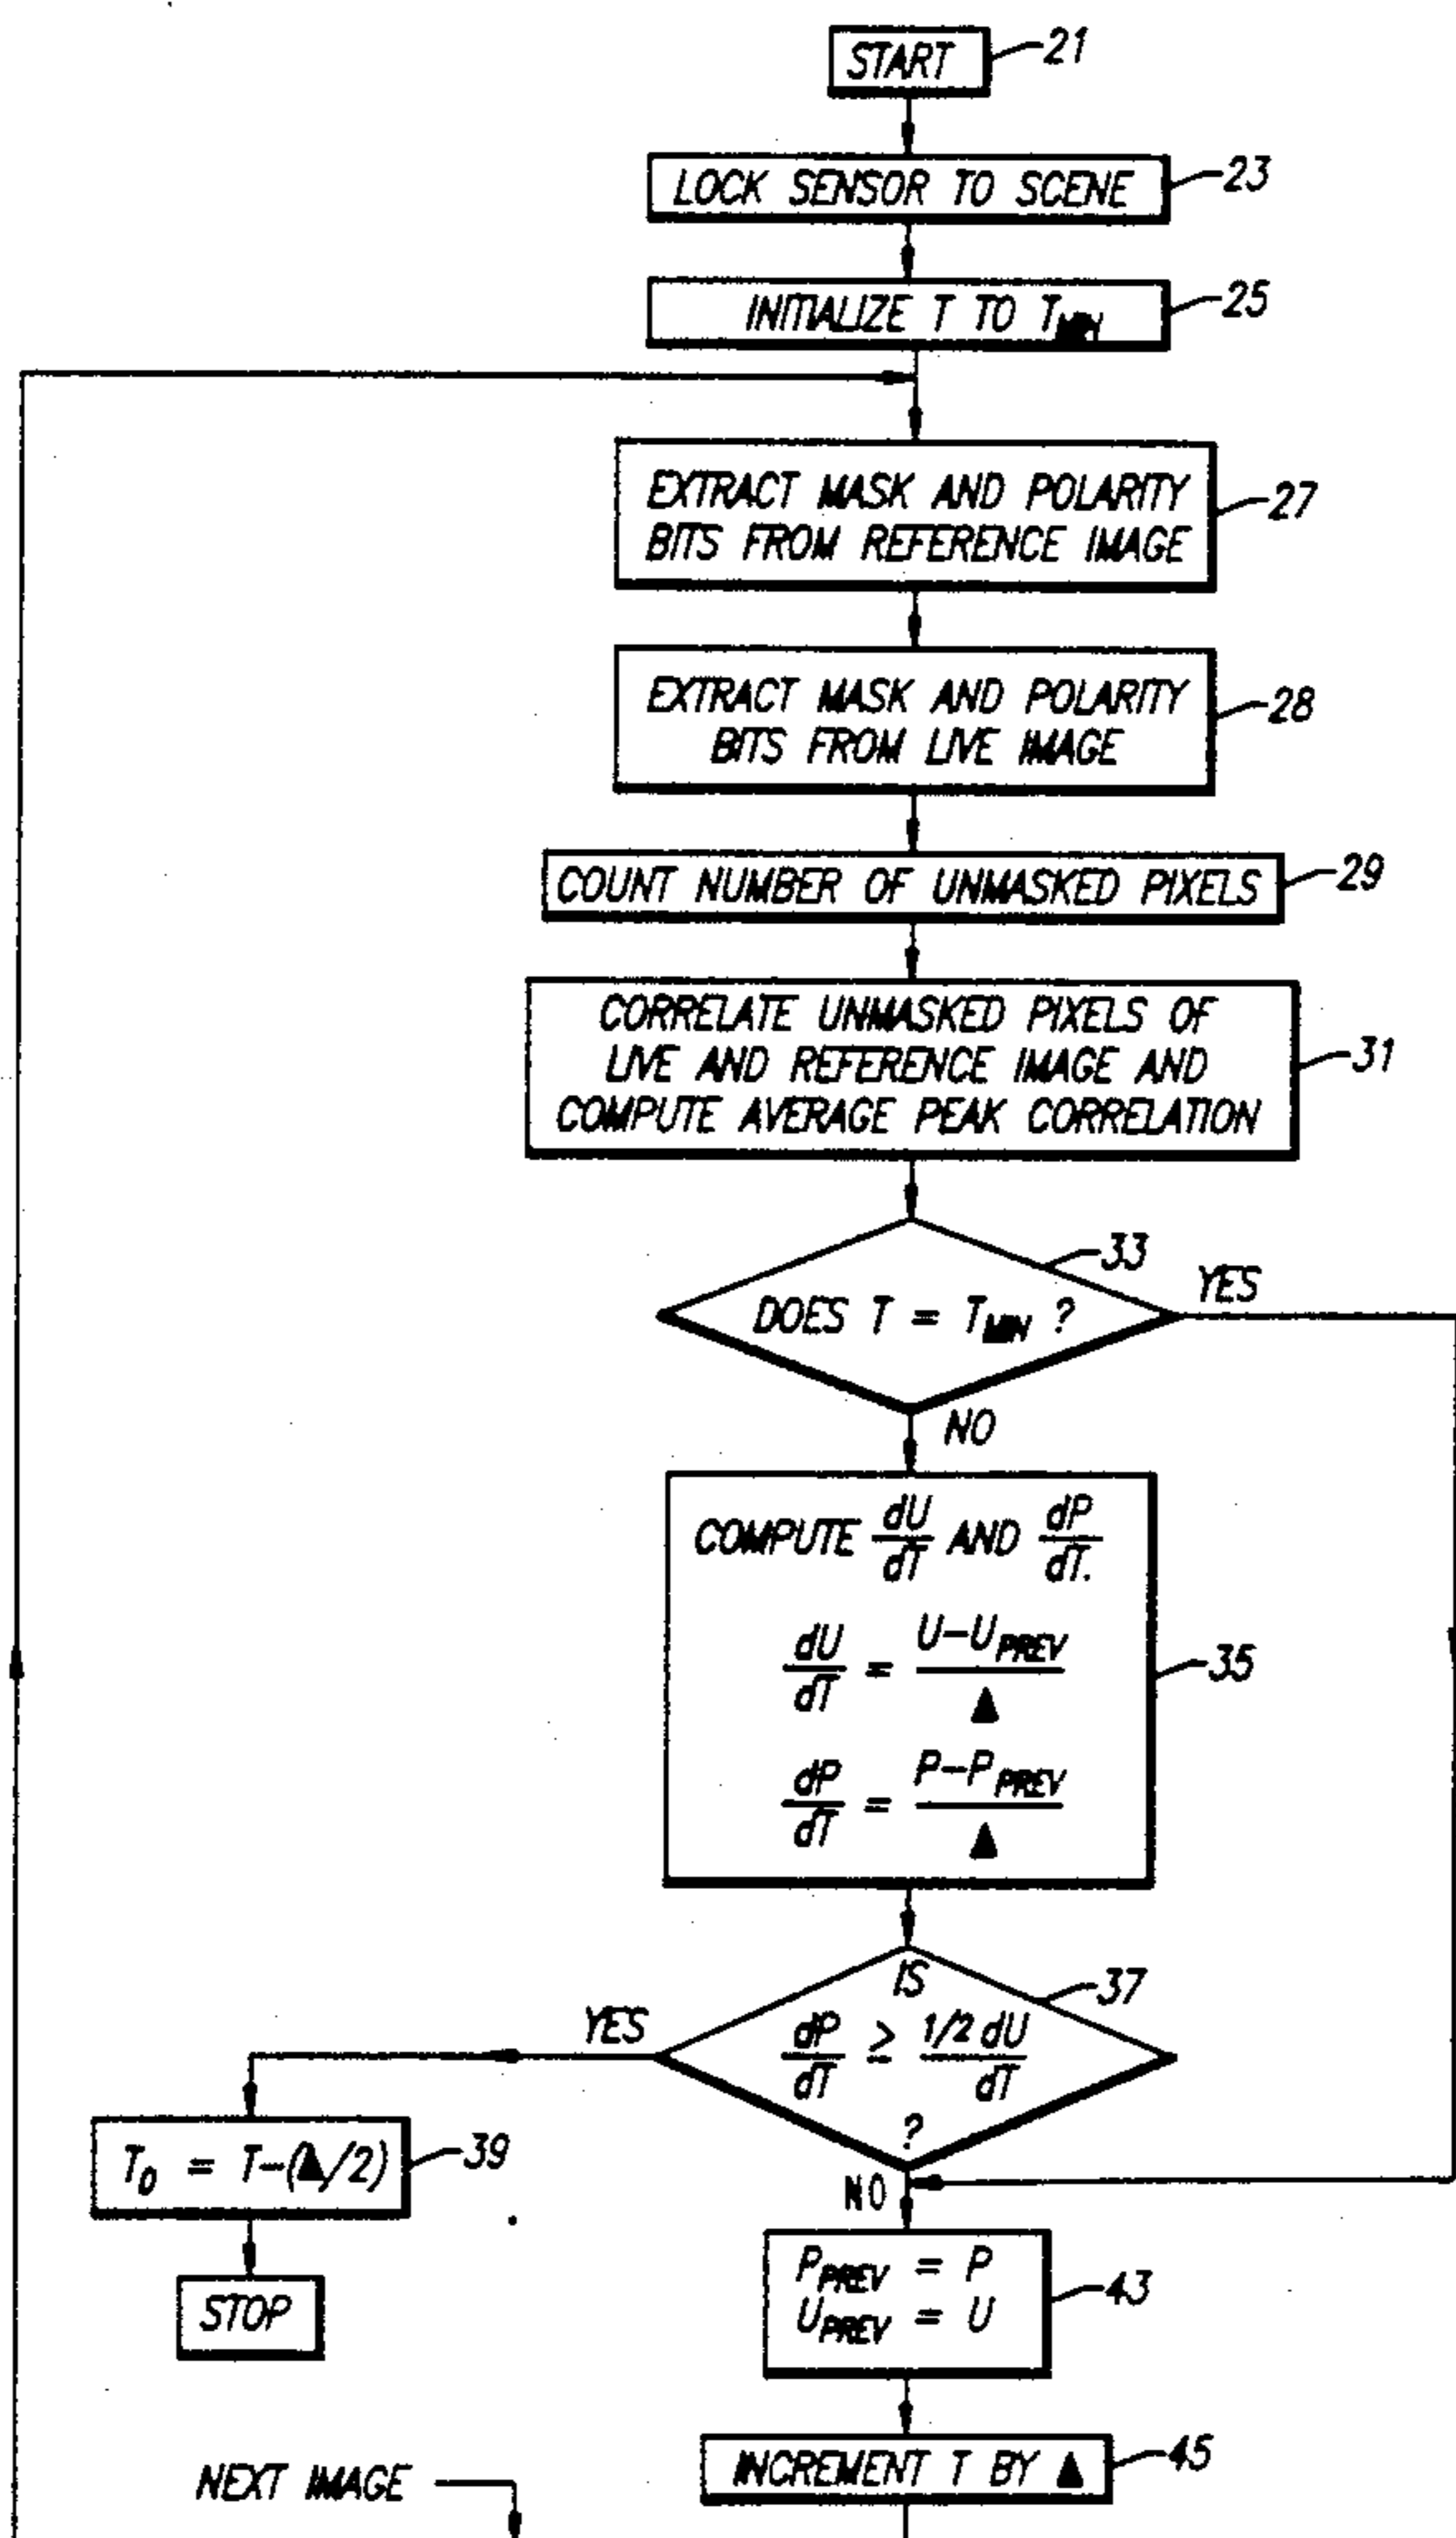 START
21
LOCK SENSOR TO SCENE
23
INITIALIZE T TO TMIN
25
EXTRACT MASK AND POLARITY
BITS FROM REFERENCE IMAGE
27
EXTRACT MASK AND POLARITY
BITS FROM LIVE IMAGE
28
COUNT NUMBER OF UNMASKED PIXELS
29
CORRELATE UNMASKED PIXELS OF
LIVE AND REFERENCE IMAGE AND
COMPUTE AVERAGE PEAK CORRELATION
31
33
DOES T = TMIN ?
YES
NO
COMPUTE dU/dT AND dP/dT.
dU/dT = U-UPREV/▲
35
dP/dT = P-PPREV/▲
IS
37
YES
dP/dT ≥ 1/2 dU/dT
?
T0 = T-(▲/2)
39
NO
STOP
PPREV = P
UPREV = U
43
INCREMENT T BY ▲
45
NEXT IMAGE